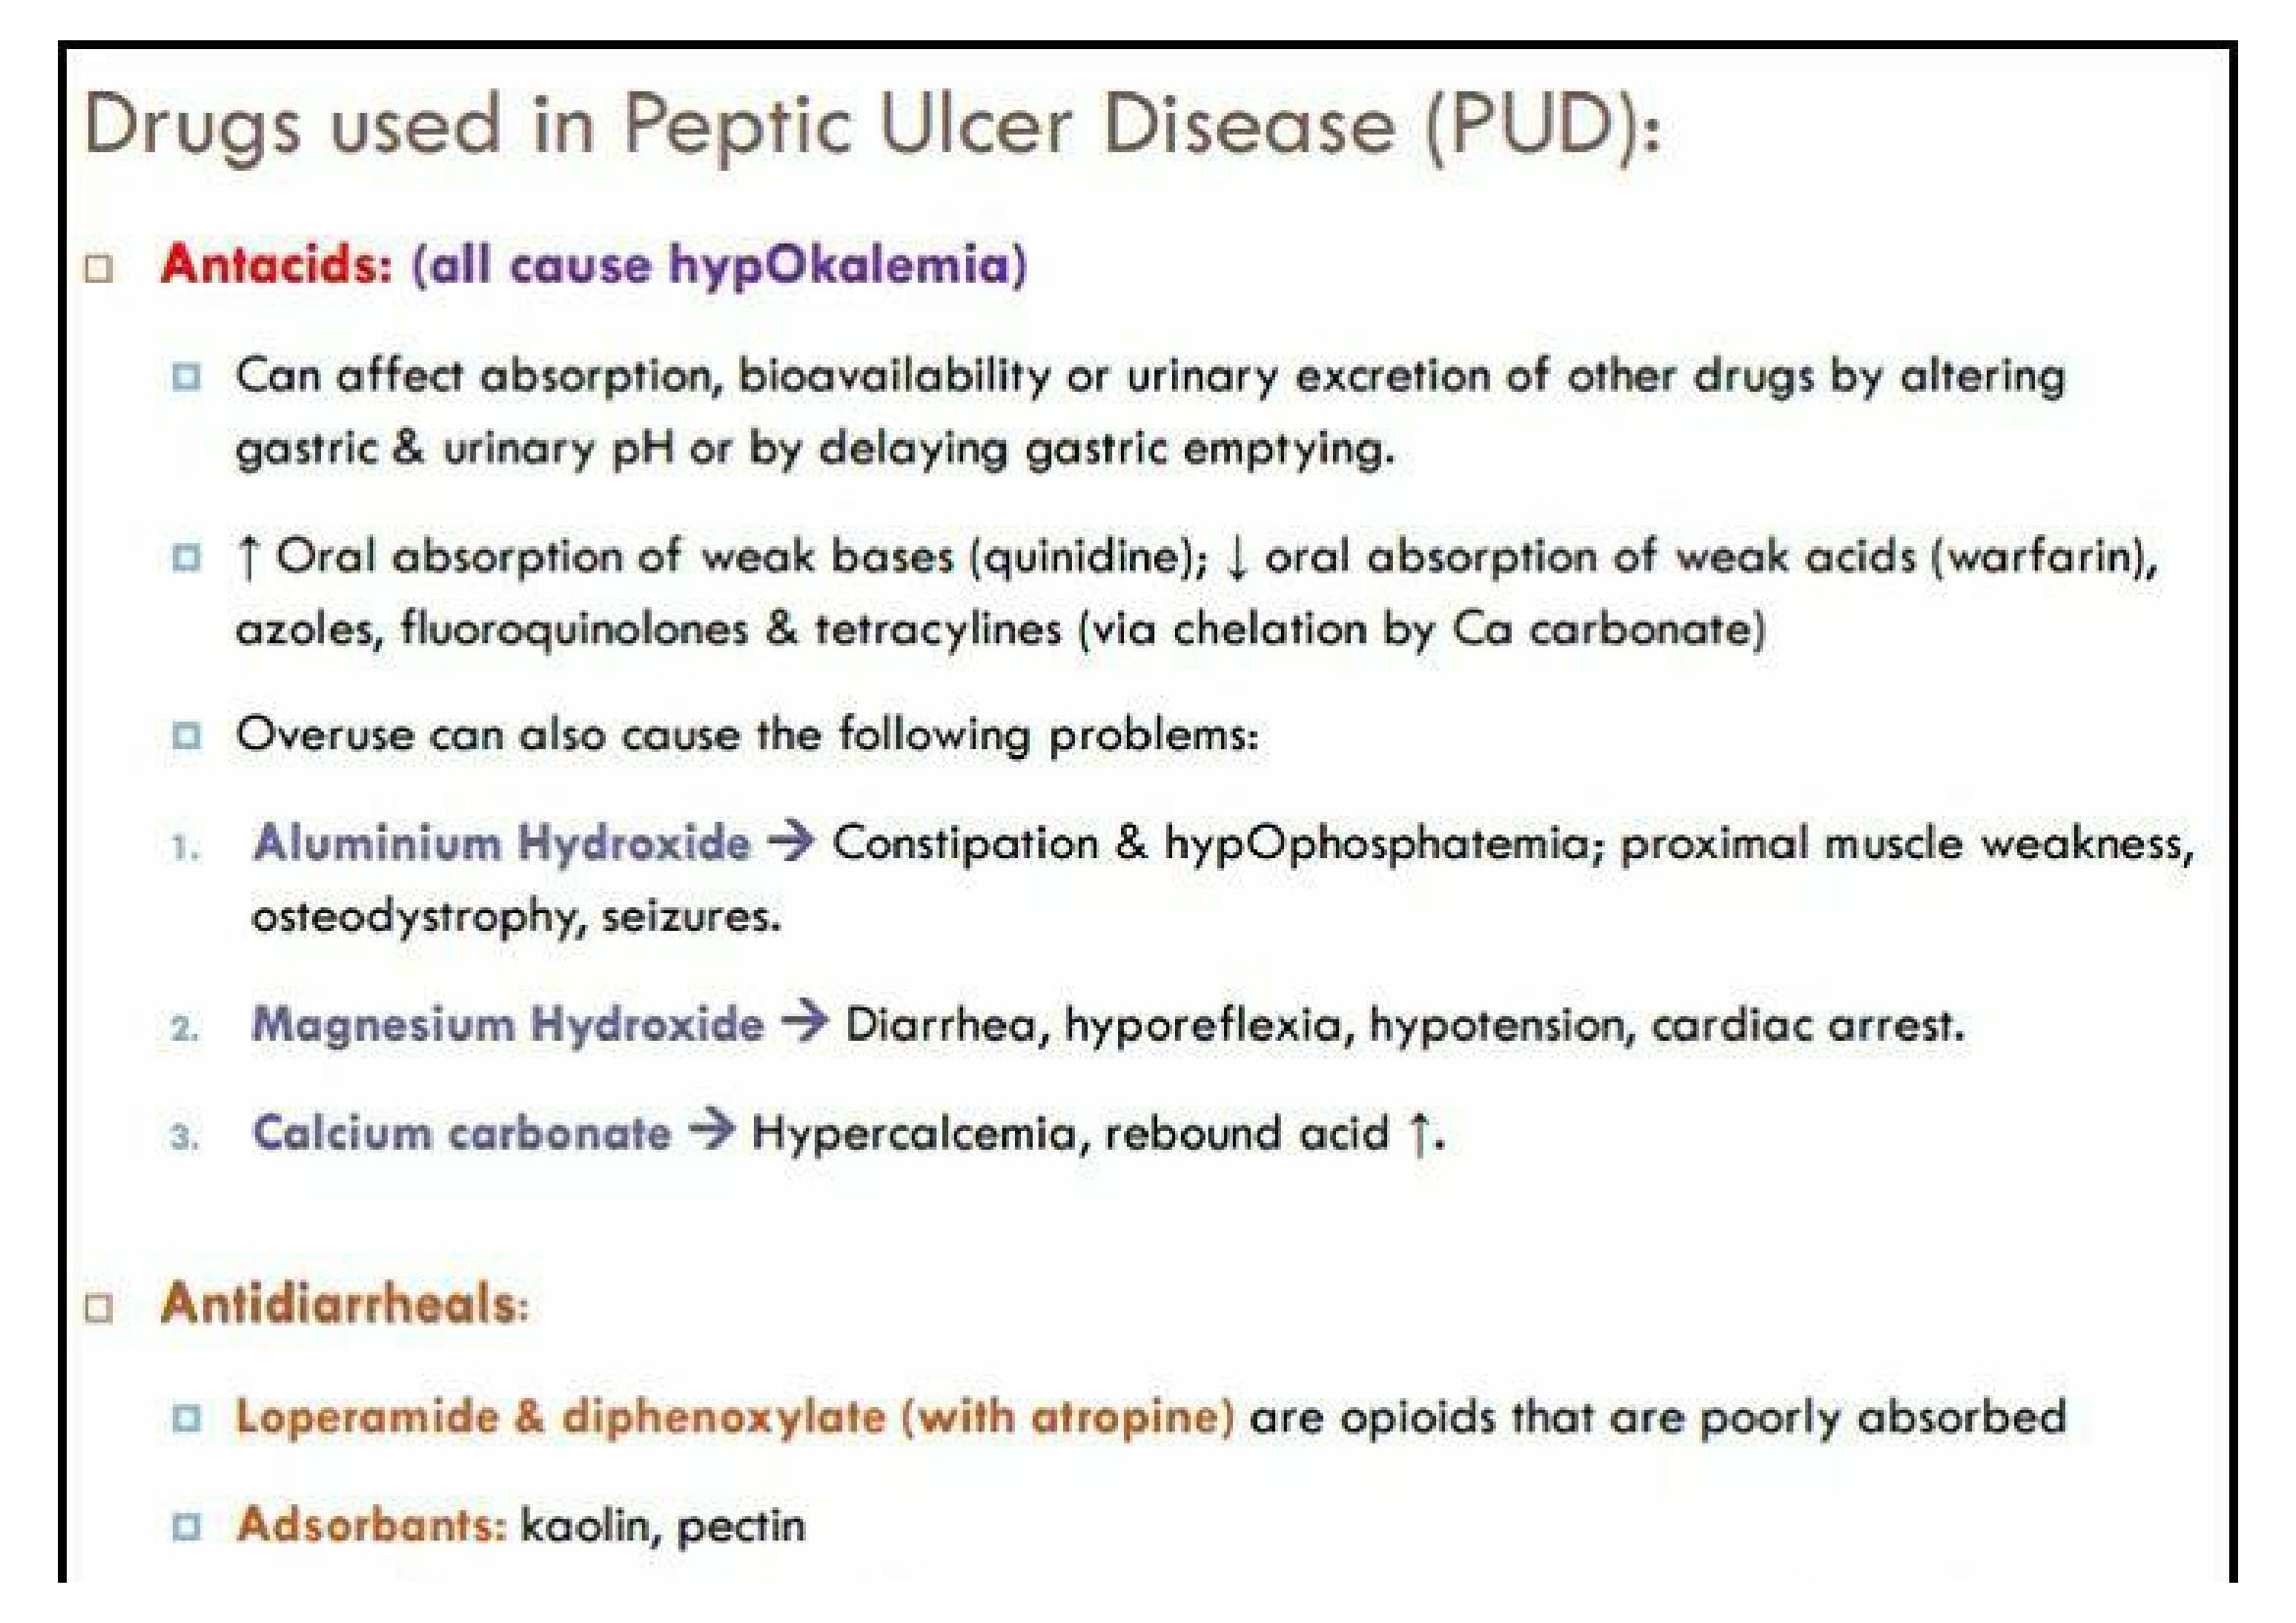 Drugs used in Peptic Ulcer Disease (PUD):
Antacids: (all cause hypOkalemia)
Can affect absorption, bioavailability or urinary excretion of other drugs by altering
gastric & urinary pH or by delaying gastric emptying.
↑ Oral absorption of weak bases (quinidine); ↓ oral absorption of weak acids (warfarin),
azoles, fluoroquinolones & tetracylines (via chelation by Ca carbonate)
Overuse can also cause the following problems:
1. Aluminium Hydroxide → Constipation & hypOphosphatemia; proximal muscle weakness,
osteodystrophy, seizures.
2. Magnesium Hydroxide → Diarrhea, hyporeflexia, hypotension, cardiac arrest.
3. Calcium carbonate → Hypercalcemia, rebound acid ↑.
Antidiarrheals:
Loperamide & diphenoxylate (with atropine) are opioids that are poorly absorbed
Adsorbants: kaolin, pectin